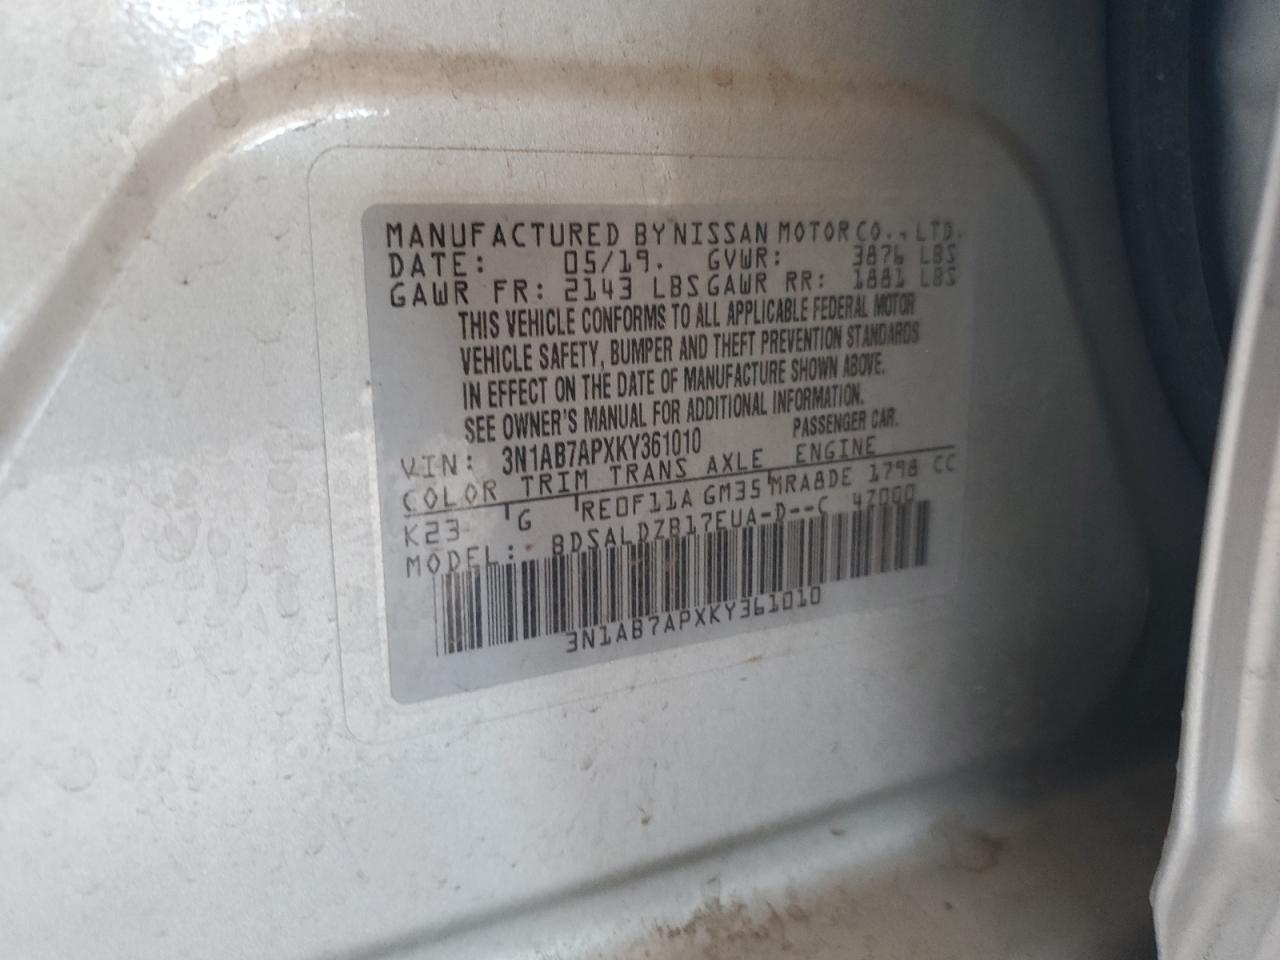 MANUFACTURED BY NISSAN MOTOR CO., LTD.
DATE: 05/19. GVWR: 3876 LBS
GAWR FR: 2143 LBS GAWR RR: 1881 LBS
THIS VEHICLE CONFORMS TO ALL APPLICABLE FEDERAL MOTOR
VEHICLE SAFETY, BUMPER AND THEFT PREVENTION STANDARDS
IN EFFECT ON THE DATE OF MANUFACTURE SHOWN ABOVE.
SEE OWNER'S MANUAL FOR ADDITIONAL INFORMATION.
VIN: 3N1AB7APXKY361010 PASSENGER CAR.
COLOR TRIM TRANS AXLE ENGINE
K23 G RE0F11A GM35 MRA8DE 1798 CC
MODEL: BDSALDZB17EUA-D--C 47000
3N1AB7APXKY361010